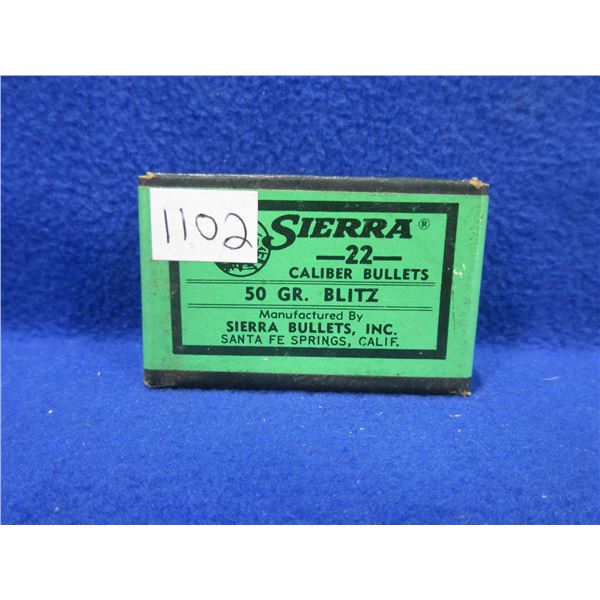 1102
SIERRA®
—22—
CALIBER BULLETS
50 GR. BLITZ
Manufactured By
SIERRA BULLETS, INC.
SANTA FE SPRINGS, CALIF.